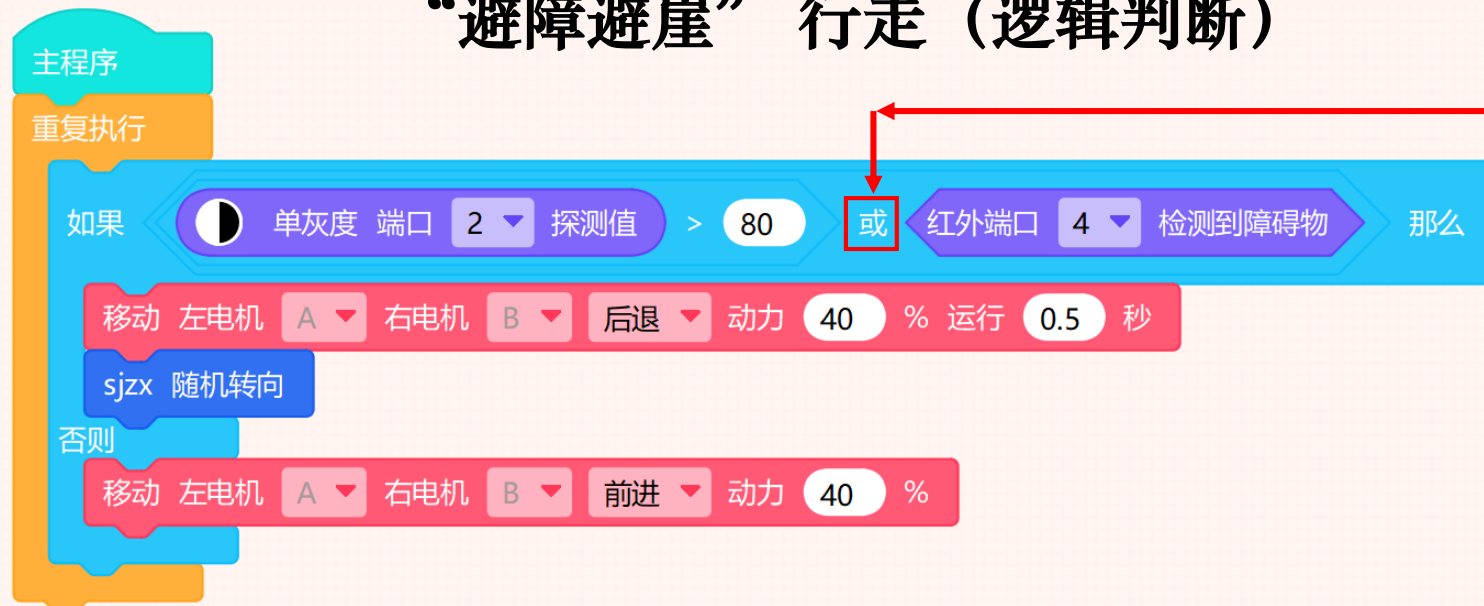 “避障避崖” 行走（逻辑判断）
主程序
重复执行
如果 单灰度 端口 2 探测值 > 80 或 红外端口 4 检测到障碍物 那么
移动 左电机 A 右电机 B 后退 动力 40 % 运行 0.5 秒
sjzx 随机转向
否则
移动 左电机 A 右电机 B 前进 动力 40 %